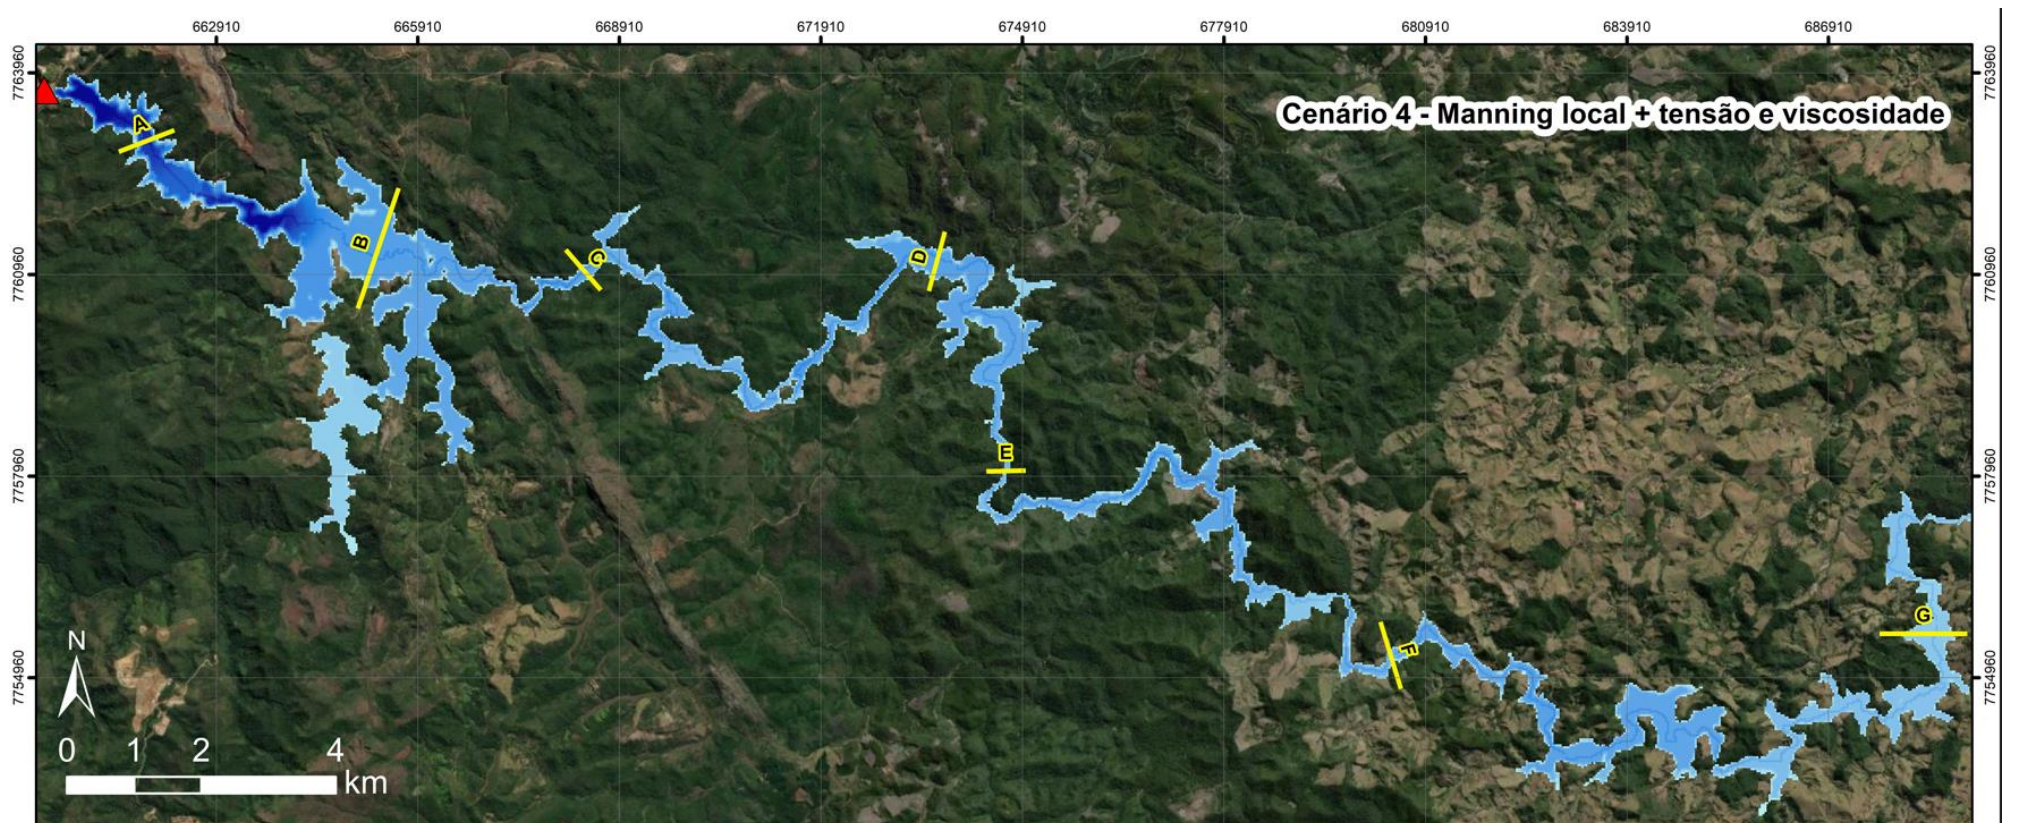 662910 665910 668910 671910 674910 677910 680910 683910 686910
7763960 7763960
Cenário 4 - Manning local + tensão e viscosidade
A
B
C
D
7760960 7760960
E
7757960 7757960
G
F
N
7754960 7754960
0 1 2 4
km